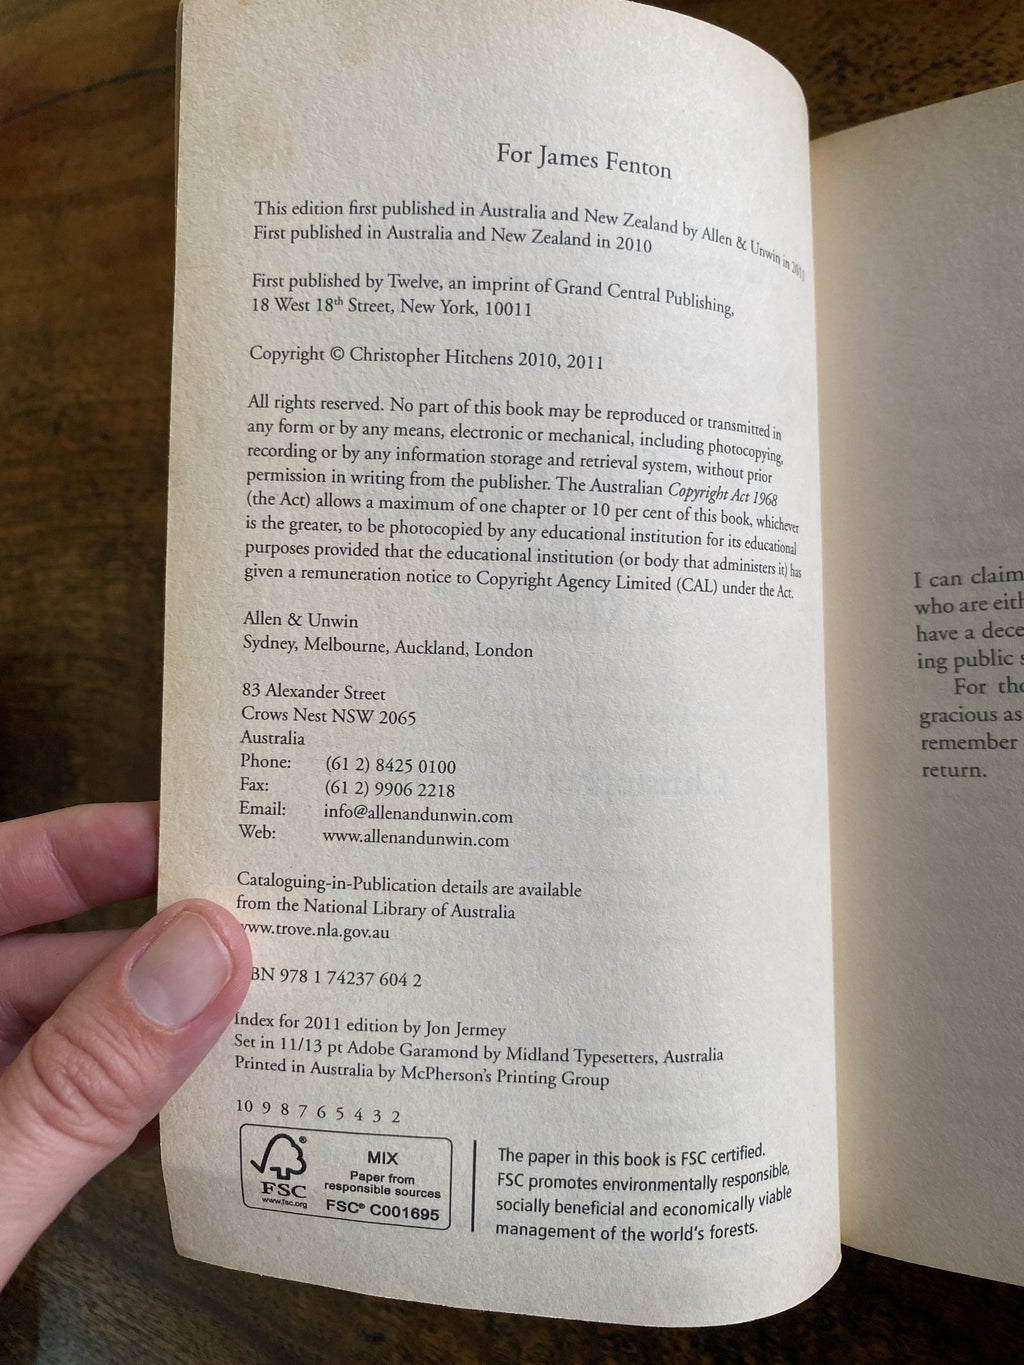 For James Fenton
This edition first published in Australia and New Zealand by Allen & Unwin in 2011
First published in Australia and New Zealand in 2010
First published by Twelve, an imprint of Grand Central Publishing,
18 West 18th Street, New York, 10011
Copyright © Christopher Hitchens 2010, 2011
All rights reserved. No part of this book may be reproduced or transmitted in
any form or by any means, electronic or mechanical, including photocopying,
recording or by any information storage and retrieval system, without prior
permission in writing from the publisher. The Australian Copyright Act 1968
(the Act) allows a maximum of one chapter or 10 per cent of this book, whichever
is the greater, to be photocopied by any educational institution for its educational
purposes provided that the educational institution (or body that administers it) has
given a remuneration notice to Copyright Agency Limited (CAL) under the Act.
Allen & Unwin
Sydney, Melbourne, Auckland, London
83 Alexander Street
Crows Nest NSW 2065
Australia
Phone: (61 2) 8425 0100
Fax: (61 2) 9906 2218
Email: info@allenandunwin.com
Web: www.allenandunwin.com
Cataloguing-in-Publication details are available
from the National Library of Australia
www.trove.nla.gov.au
BN 978 1 74237 604 2
Index for 2011 edition by Jon Jermey
Set in 11/13 pt Adobe Garamond by Midland Typesetters, Australia
Printed in Australia by McPherson's Printing Group
10 9 8 7 6 5 4 3 2
FSC®
www.fsc.org
MIX
Paper from
responsible sources
FSC® C001695
The paper in this book is FSC certified.
FSC promotes environmentally responsible,
socially beneficial and economically viable
management of the world's forests.
I can claim
who are eith
have a dece
ing public s
For tho
gracious as
remember
return.